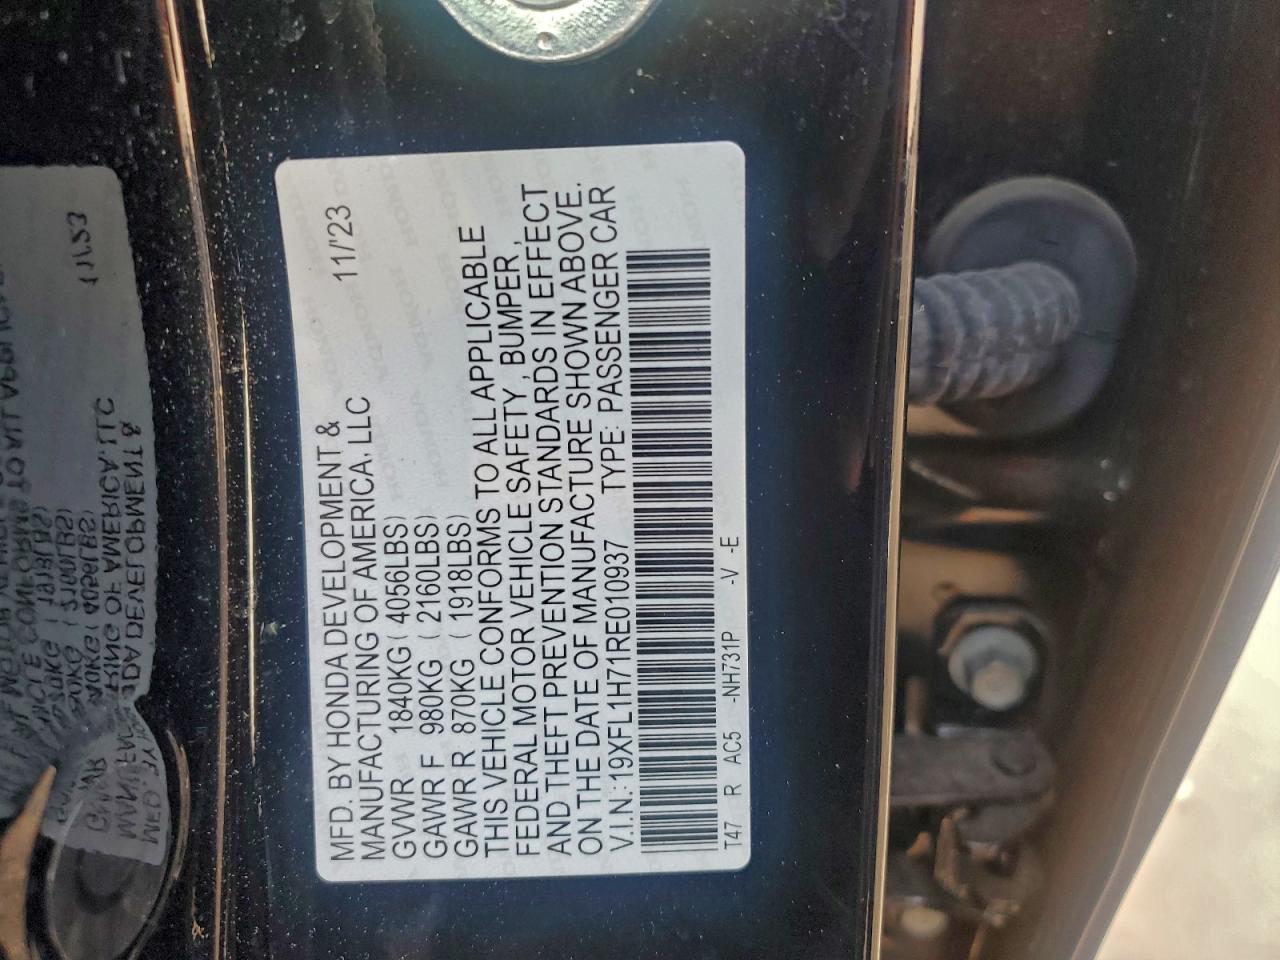 MFD. BY HONDA DEVELOPMENT &
MANUFACTURING OF AMERICA, LLC 11/'23
GVWR 1840KG ( 4056LBS)
GAWR F 980KG ( 2160LBS)
GAWR R 870KG ( 1918LBS)
THIS VEHICLE CONFORMS TO ALL APPLICABLE
FEDERAL MOTOR VEHICLE SAFETY, BUMPER,
AND THEFT PREVENTION STANDARDS IN EFFECT
ON THE DATE OF MANUFACTURE SHOWN ABOVE.
V.I.N.: 19XFL1H71RE010937 TYPE: PASSENGER CAR
T47 R AC5 -NH731P -V -E